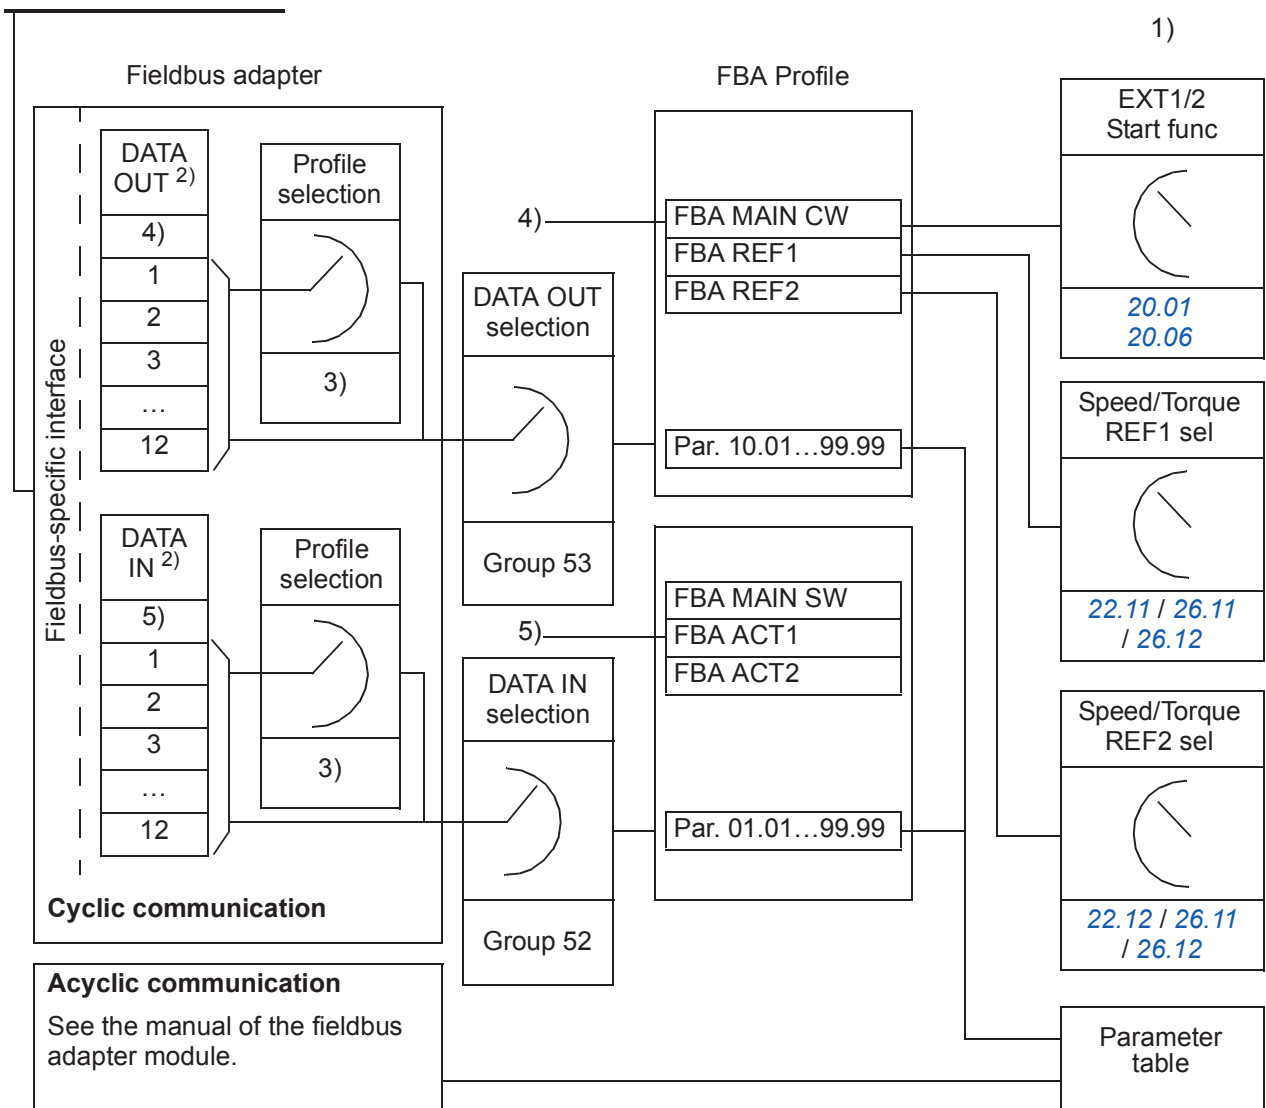 1)
Fieldbus adapter
FBA Profile
Fieldbus-specific interface
DATA
OUT 2)
4)
1
2
3
…
12
Profile
selection
3)
DATA OUT
selection
Group 53
4)
FBA MAIN CW
FBA REF1
FBA REF2
Par. 10.01…99.99
EXT1/2
Start func
20.01
20.06
Speed/Torque
REF1 sel
22.11 / 26.11
/ 26.12
DATA
IN 2)
5)
1
2
3
…
12
Profile
selection
3)
DATA IN
selection
Group 52
5)
FBA MAIN SW
FBA ACT1
FBA ACT2
Par. 01.01…99.99
Speed/Torque
REF2 sel
22.12 / 26.11
/ 26.12
Cyclic communication
Acyclic communication
See the manual of the fieldbus
adapter module.
Parameter
table